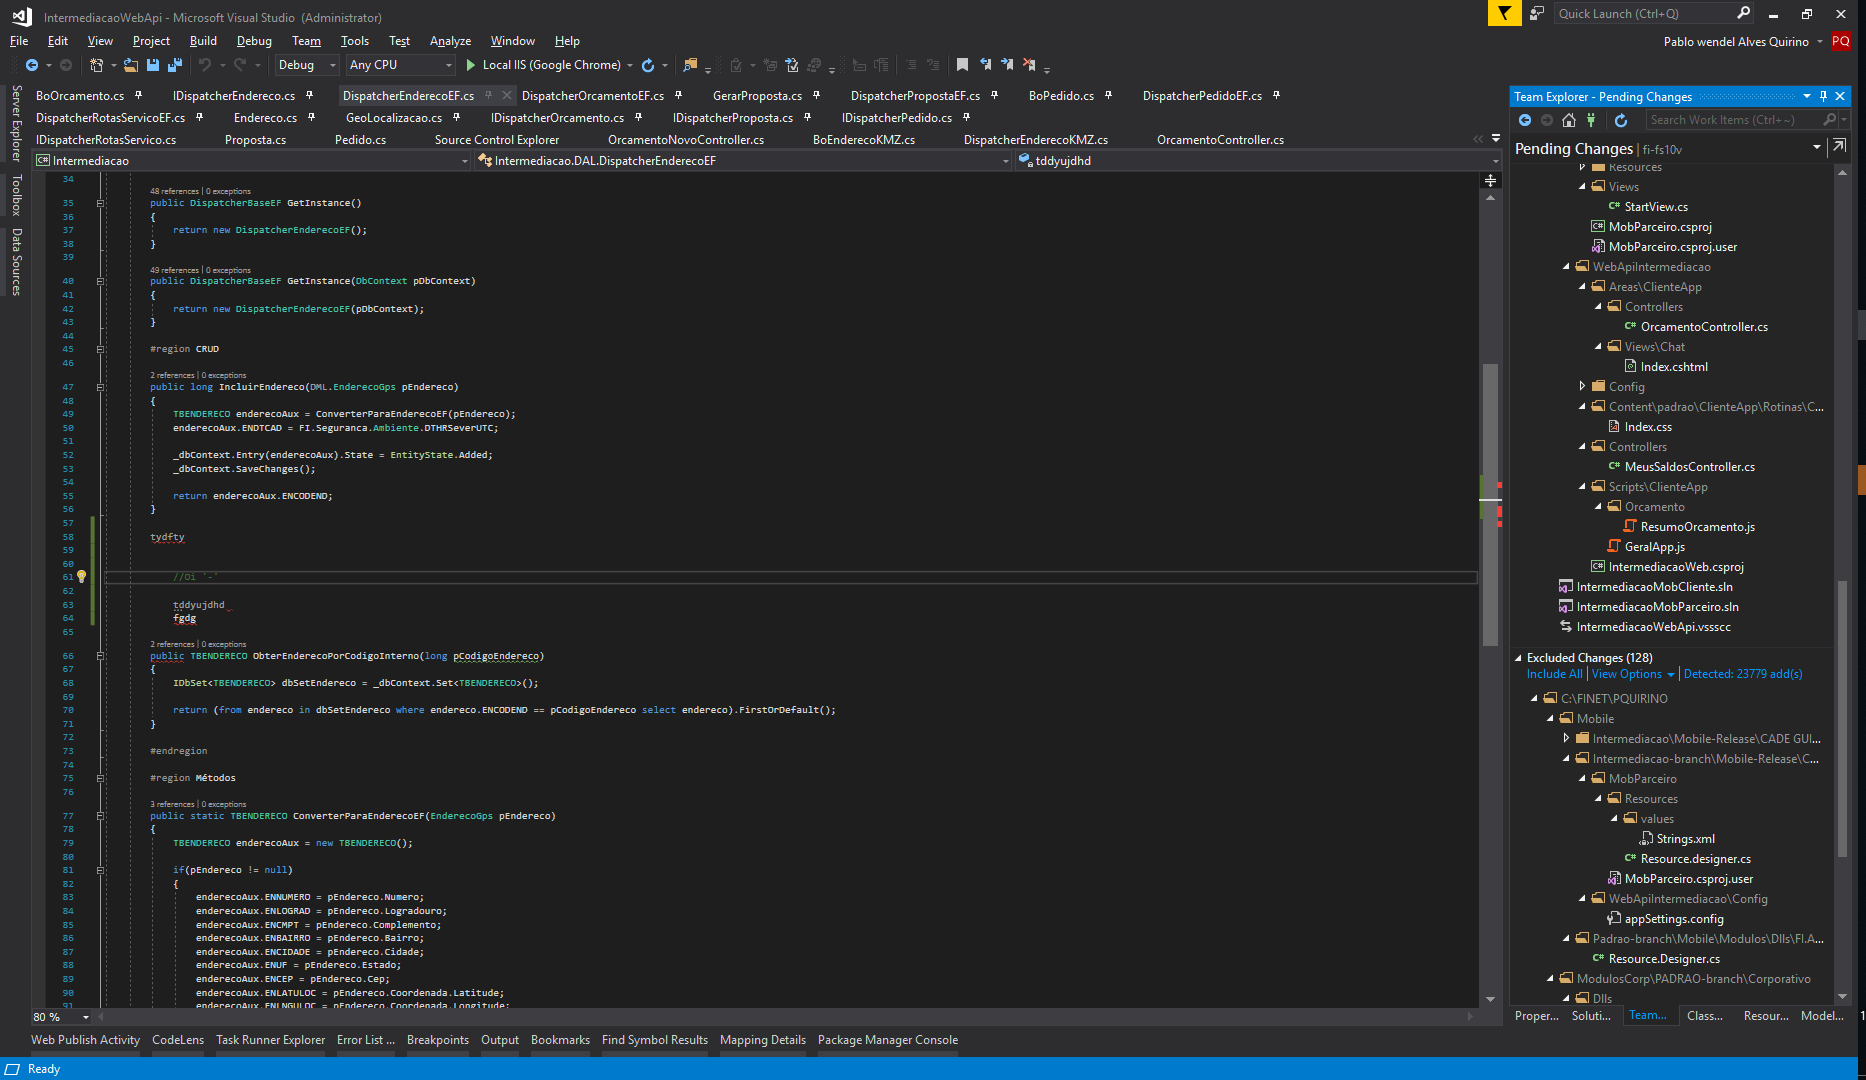 IntermediacaoWebApi - Microsoft Visual Studio (Administrator)
Quick Launch (Ctrl+Q)
File Edit View Project Build Debug Team Tools Test Analyze Window Help
Pablo wendel Alves Quirino PQ
Debug Any CPU Local IIS (Google Chrome)
Server Explorer
Toolbox
Data Sources
BoOrcamento.cs IDispatcherEndereco.cs DispatcherEnderecoEF.cs DispatcherOrcamentoEF.cs GerarProposta.cs DispatcherPropostaEF.cs BoPedido.cs DispatcherPedidoEF.cs
DispatcherRotasServicoEF.cs Endereco.cs GeoLocalizacao.cs IDispatcherOrcamento.cs IDispatcherProposta.cs IDispatcherPedido.cs
IDispatcherRotasServico.cs Proposta.cs Pedido.cs Source Control Explorer OrcamentoNovoController.cs BoEnderecoKMZ.cs DispatcherEnderecoKMZ.cs OrcamentoController.cs
C# Intermediacao Intermediacao.DAL.DispatcherEnderecoEF tddyujdhd
34
48 references | 0 exceptions
35 public DispatcherBaseEF GetInstance()
36 {
37 return new DispatcherEnderecoEF();
38 }
39
49 references | 0 exceptions
40 public DispatcherBaseEF GetInstance(DbContext pDbContext)
41 {
42 return new DispatcherEnderecoEF(pDbContext);
43 }
44
45 #region CRUD
46
2 references | 0 exceptions
47 public long IncluirEndereco(DML.EnderecoGps pEndereco)
48 {
49 TBENDERECO enderecoAux = ConverterParaEnderecoEF(pEndereco);
50 enderecoAux.ENDTCAD = FI.Seguranca.Ambiente.DTHRSeverUTC;
51
52 _dbContext.Entry(enderecoAux).State = EntityState.Added;
53 _dbContext.SaveChanges();
54
55 return enderecoAux.ENCODEND;
56 }
57
58 tydfty
59
60
61 //Oi '-'
62
63 tddyujdhd
64 fgdg
65
2 references | 0 exceptions
66 public TBENDERECO ObterEnderecoPorCodigoInterno(long pCodigoEndereco)
67 {
68 IDbSet<TBENDERECO> dbSetEndereco = _dbContext.Set<TBENDERECO>();
69
70 return (from endereco in dbSetEndereco where endereco.ENCODEND == pCodigoEndereco select endereco).FirstOrDefault();
71 }
72
73 #endregion
74
75 #region Métodos
76
3 references | 0 exceptions
77 public static TBENDERECO ConverterParaEnderecoEF(EnderecoGps pEndereco)
78 {
79 TBENDERECO enderecoAux = new TBENDERECO();
80
81 if(pEndereco != null)
82 {
83 enderecoAux.ENNUMERO = pEndereco.Numero;
84 enderecoAux.ENLOGRAD = pEndereco.Logradouro;
85 enderecoAux.ENCMPT = pEndereco.Complemento;
86 enderecoAux.ENBAIRRO = pEndereco.Bairro;
87 enderecoAux.ENCIDADE = pEndereco.Cidade;
88 enderecoAux.ENUF = pEndereco.Estado;
89 enderecoAux.ENCEP = pEndereco.Cep;
90 enderecoAux.ENLATULOC = pEndereco.Coordenada.Latitude;
91 enderecoAux.ENLNGULOC = pEndereco.Coordenada.Longitude;
80 %
Team Explorer - Pending Changes
Search Work Items (Ctrl+~)
Pending Changes | fi-fs10v
Resources
Views
C# StartView.cs
C# MobParceiro.csproj
MobParceiro.csproj.user
WebApiIntermediacao
Areas\ClienteApp
Controllers
C# OrcamentoController.cs
Views\Chat
Index.cshtml
Config
Content\padrao\ClienteApp\Rotinas\C...
Index.css
Controllers
C# MeusSaldosController.cs
Scripts\ClienteApp
Orcamento
ResumoOrcamento.js
GeralApp.js
C# IntermediacaoWeb.csproj
IntermediacaoMobCliente.sln
IntermediacaoMobParceiro.sln
IntermediacaoWebApi.vssscc
Excluded Changes (128)
Include All | View Options | Detected: 23779 add(s)
C:\FINET\PQUIRINO
Mobile
Intermediacao\Mobile-Release\CADE GUI...
Intermediacao-branch\Mobile-Release\C...
MobParceiro
Resources
values
Strings.xml
C# Resource.designer.cs
MobParceiro.csproj.user
WebApiIntermediacao\Config
appSettings.config
Padrao-branch\Mobile\Modulos\Dlls\FI.A...
C# Resource.Designer.cs
ModulosCorp\PADRAO-branch\Corporativo
Dlls
Proper... Soluti... Team... Class... Resour... Model...
Web Publish Activity CodeLens Task Runner Explorer Error List ... Breakpoints Output Bookmarks Find Symbol Results Mapping Details Package Manager Console
Ready